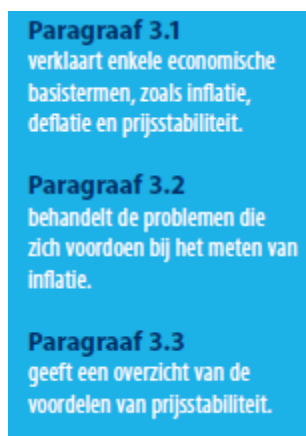 Paragraaf 3.1
verklaart enkele economische
basistermen, zoals inflatie,
deflatie en prijsstabiliteit.
Paragraaf 3.2
behandelt de problemen die
zich voordoen bij het meten van
inflatie.
Paragraaf 3.3
geeft een overzicht van de
voordelen van prijsstabiliteit.